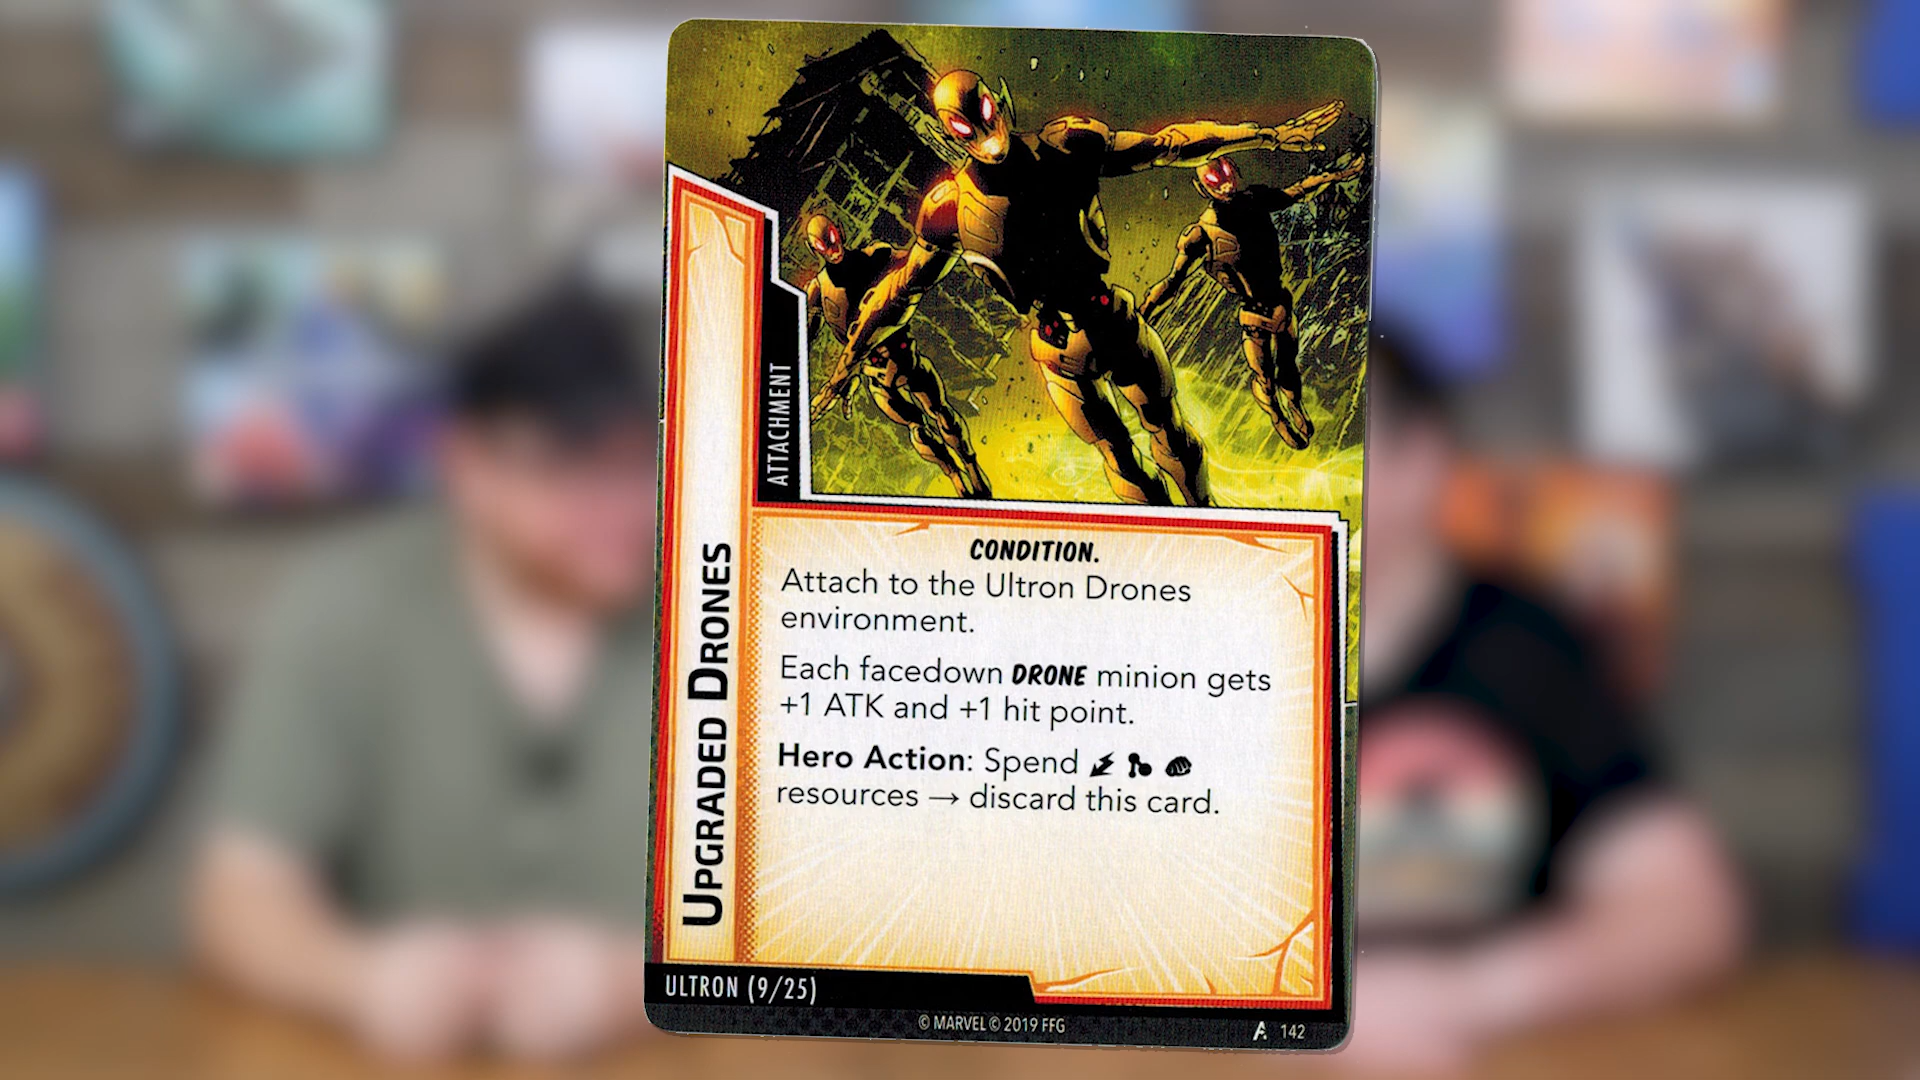 ATTACHMENT
UPGRADED DRONES
CONDITION.
Attach to the Ultron Drones
environment.
Each facedown DRONE minion gets
+1 ATK and +1 hit point.
Hero Action: Spend
resources → discard this card.
ULTRON (9/25)
© MARVEL © 2019 FFG
142